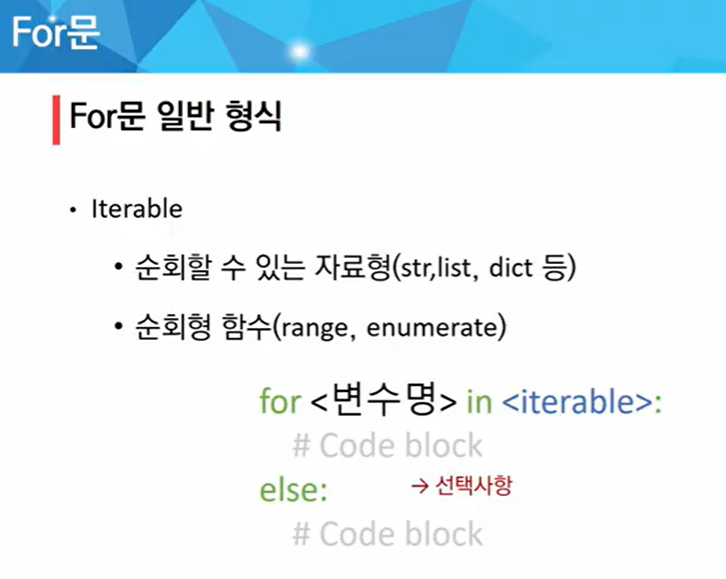 For문
For문 일반 형식
• Iterable
• 순회할 수 있는 자료형(str,list, dict 등)
• 순회형 함수(range, enumerate)
for <변수명> in <iterable>:
# Code block
else: → 선택사항
# Code block